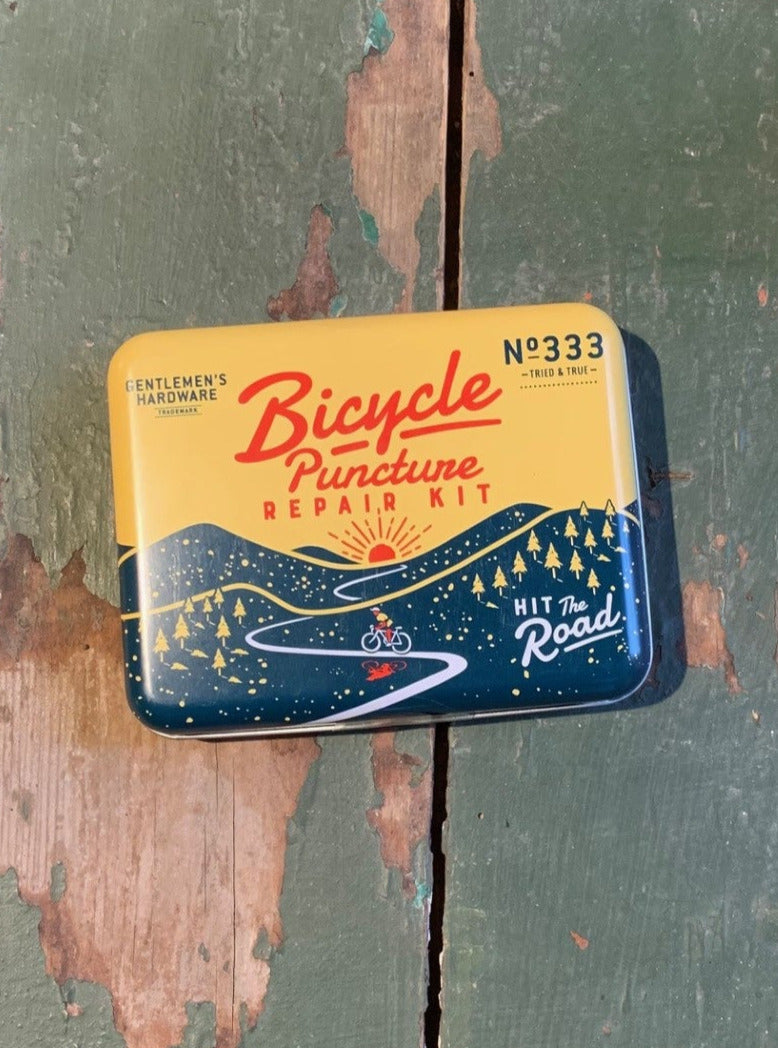 GENTLEMEN'S
HARDWARE
TRADEMARK
Nº333
–TRIED & TRUE–
Bicycle
Puncture
REPAIR KIT
HIT The
Road